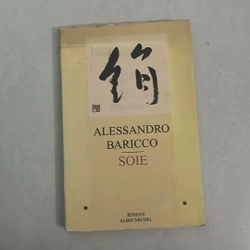 絹
ALESSANDRO
BARICCO
SOIE
ROMAN
ALBIN MICHEL